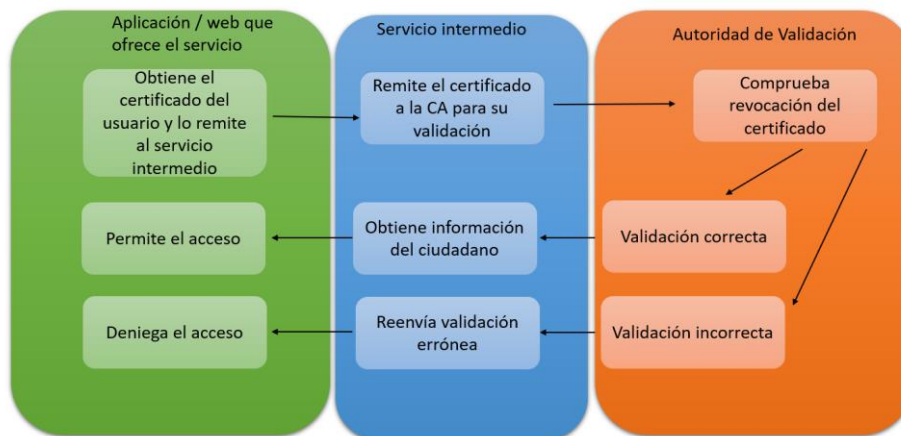 Aplicación / web que
ofrece el servicio
Servicio intermedio
Autoridad de Validación
Obtiene el
certificado del
usuario y lo remite
al servicio
intermedio
Remite el certificado
a la CA para su
validación
Comprueba
revocación del
certificado
Permite el acceso
Obtiene información
del ciudadano
Validación correcta
Deniega el acceso
Reenvía validación
errónea
Validación incorrecta